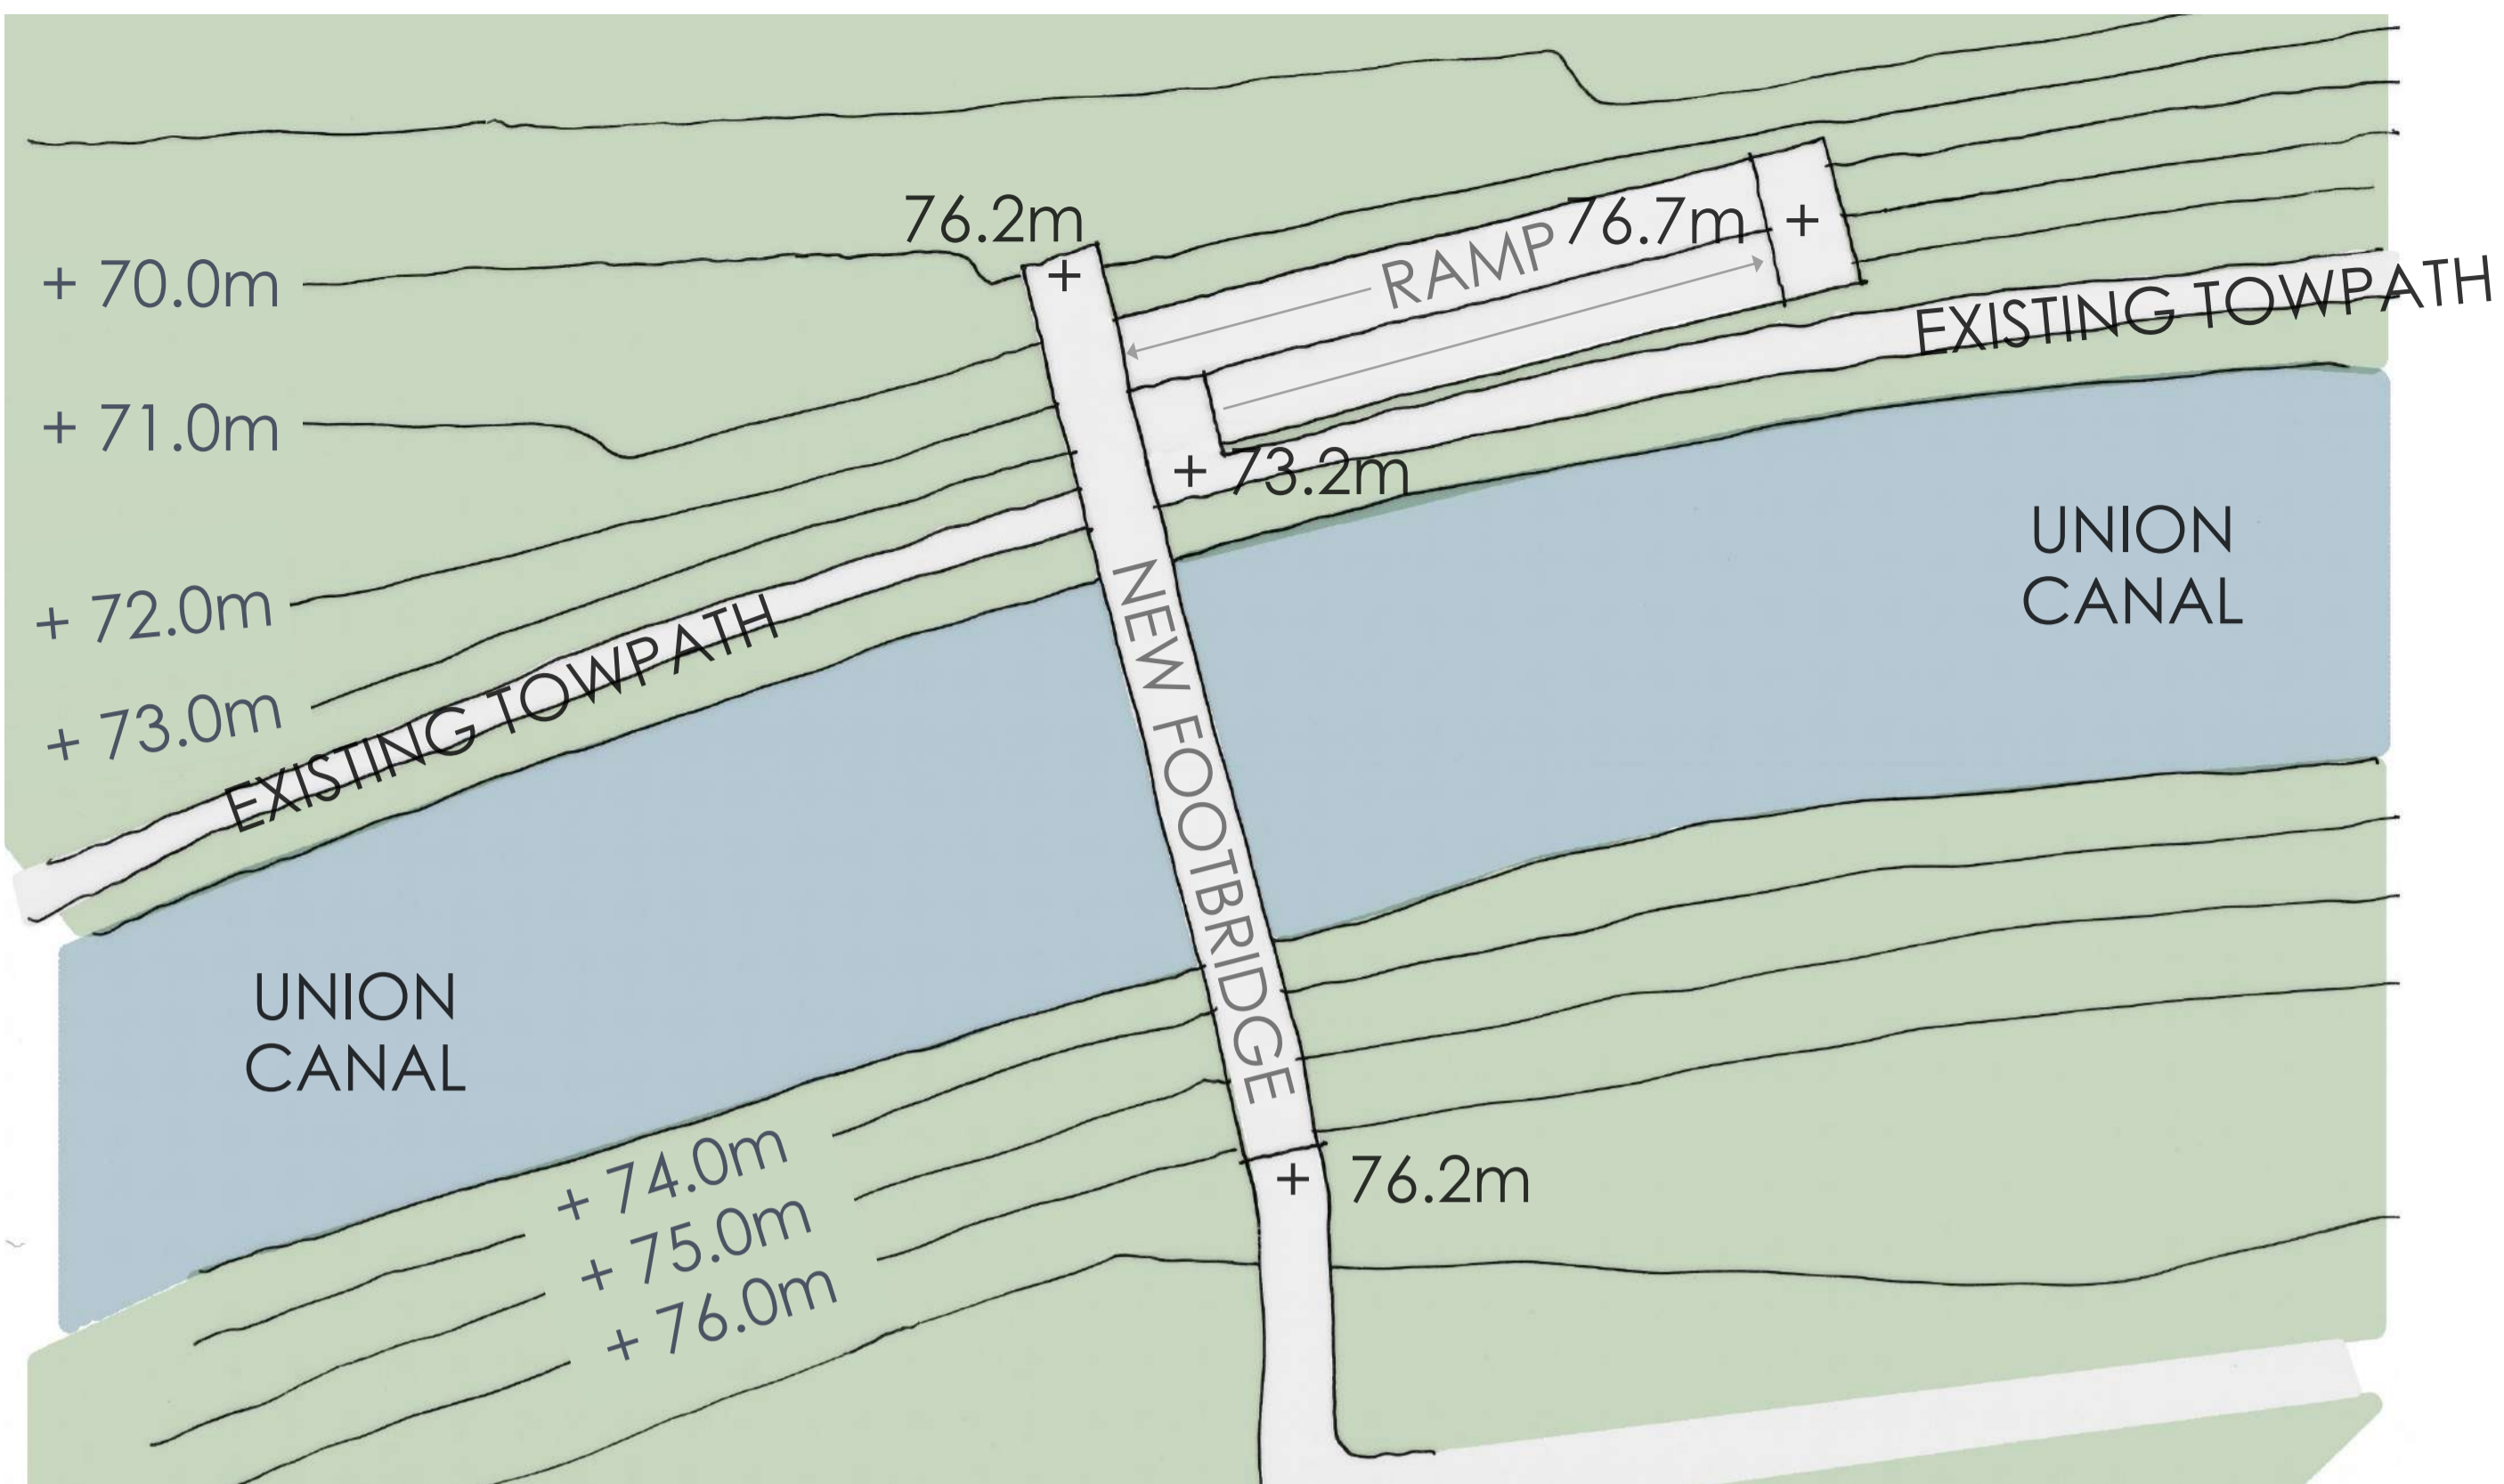 76.2m
+
76.7m +
RAMP
+ 70.0m
EXISTING TOWPATH
+ 71.0m
+ 73.2m
UNION
CANAL
+ 72.0m
NEW FOOTBRIDGE
+ 73.0m
EXISTING TOWPATH
UNION
CANAL
+ 74.0m
+ 75.0m
+ 76.0m
+ 76.2m